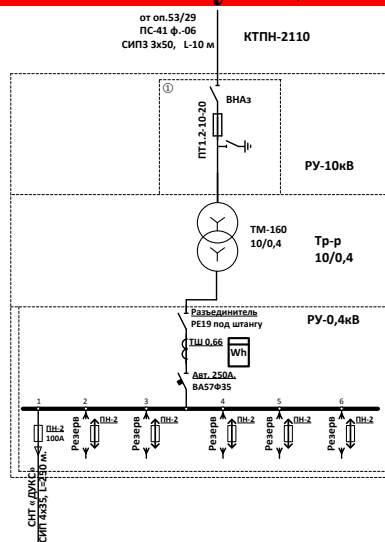 от оп.53/29
ПС-41 ф.-06
СИП3 3х50, L-10 м
КТПН-2110
①
ВНАз
ПТ1.2-10-20
РУ-10кВ
ТМ-160
10/0,4
Тр-р
10/0,4
Разъединитель
РЕ19 под штангу
РУ-0,4кВ
ТШ 0,66
Wh
Авт. 250А.
ВА57Ф35
1
2
3
4
5
6
ПН-2
100А
Резерв
ПН-2
Резерв
ПН-2
Резерв
ПН-2
Резерв
ПН-2
Резерв
ПН-2
СНТ «ДУКС»
СИП 4х35, L=250 м.